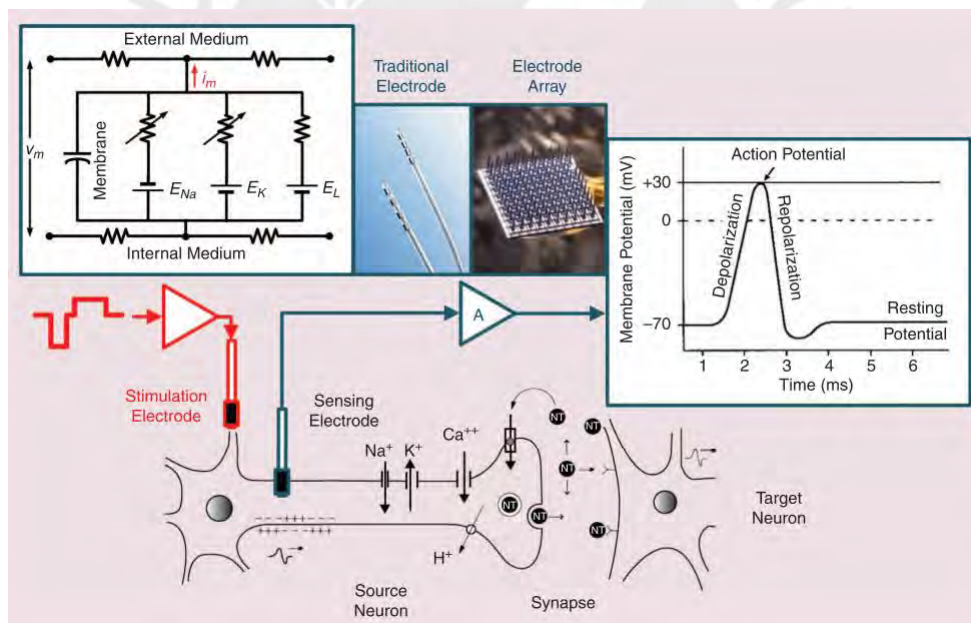 External Medium
i_m
v_m
Membrane
E_Na
E_K
E_L
Internal Medium
Traditional
Electrode
Electrode
Array
Action Potential
Membrane Potential (mV)
+30
0
−70
Depolarization
Repolarization
Resting
Potential
1 2 3 4 5 6
Time (ms)
A
Stimulation
Electrode
Sensing
Electrode
Na⁺
K⁺
Ca⁺⁺
H⁺
NT
NT
NT
NT
NT
NT
Source
Neuron
Synapse
Target
Neuron